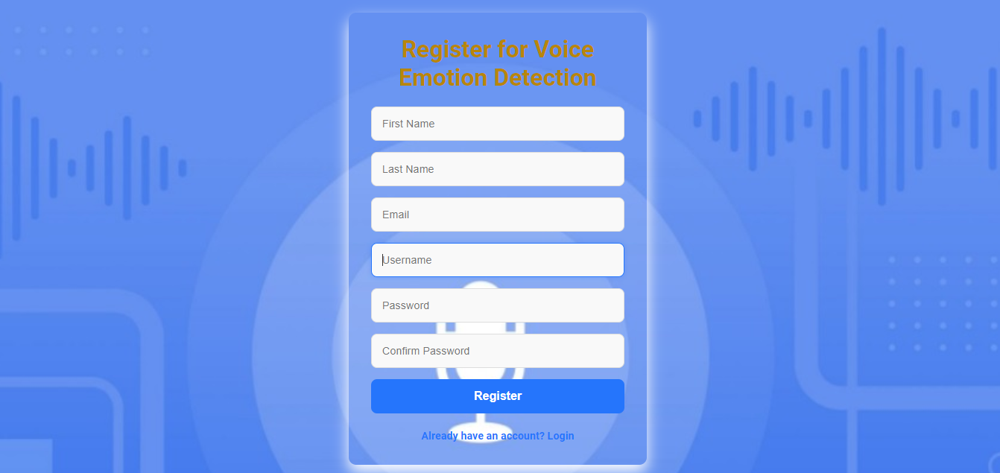 Register for Voice
Emotion Detection
First Name
Last Name
Email
Username
Password
Confirm Password
Register
Already have an account? Login